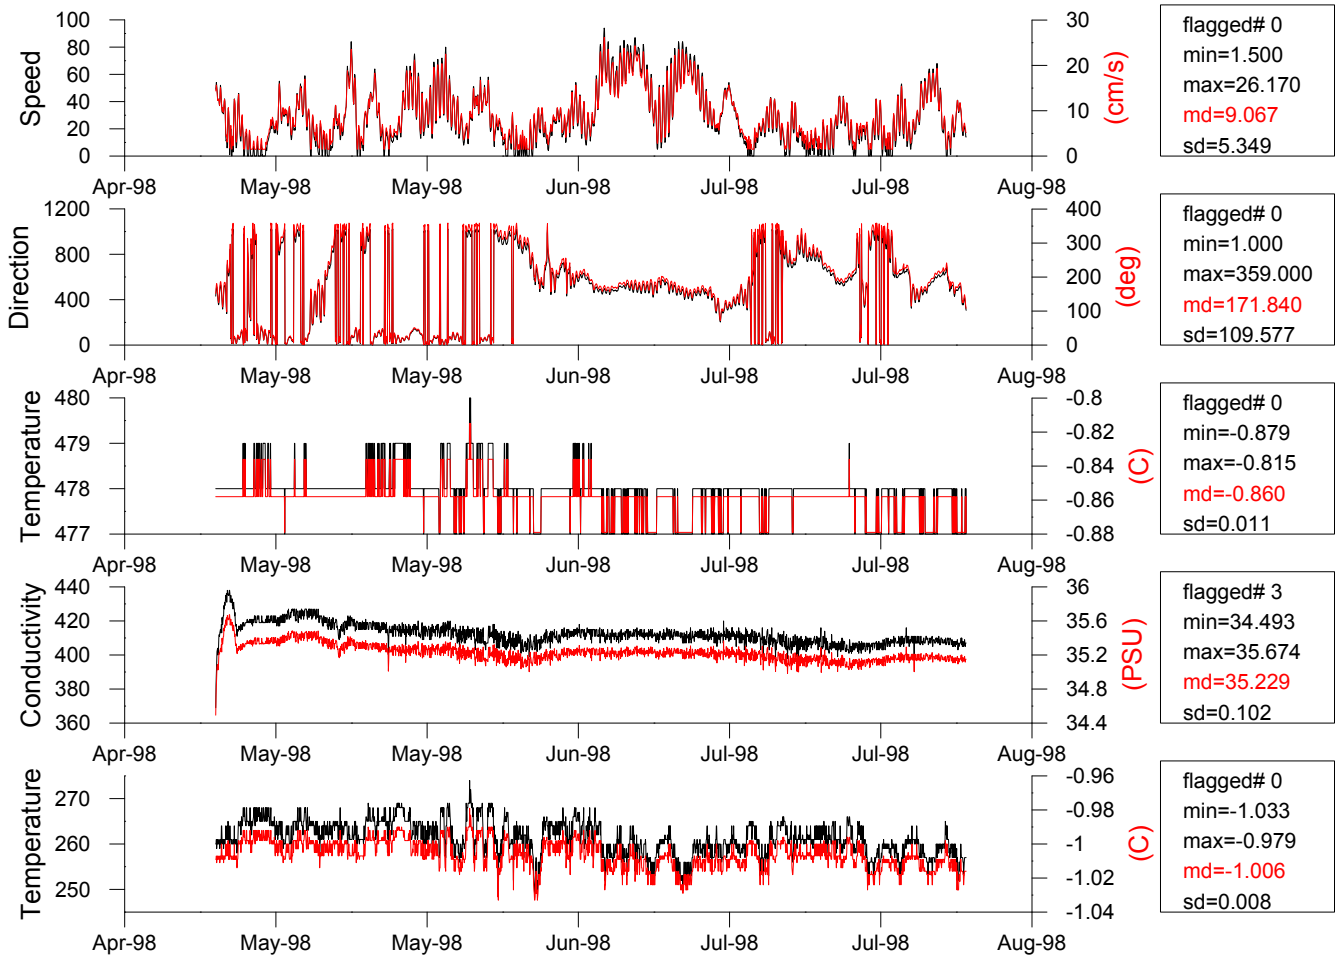 100
80
60
40
20
0
Speed
30
20
10
0
(cm/s)
Apr-98 May-98 May-98 Jun-98 Jul-98 Jul-98 Aug-98
flagged# 0
min=1.500
max=26.170
md=9.067
sd=5.349
1200
800
400
0
Direction
400
300
200
100
0
(deg)
Apr-98 May-98 May-98 Jun-98 Jul-98 Jul-98 Aug-98
flagged# 0
min=1.000
max=359.000
md=171.840
sd=109.577
480
479
478
477
Temperature
-0.8
-0.82
-0.84
-0.86
-0.88
(C)
Apr-98 May-98 May-98 Jun-98 Jul-98 Jul-98 Aug-98
flagged# 0
min=-0.879
max=-0.815
md=-0.860
sd=0.011
440
420
400
380
360
Conductivity
36
35.6
35.2
34.8
34.4
(PSU)
Apr-98 May-98 May-98 Jun-98 Jul-98 Jul-98 Aug-98
flagged# 3
min=34.493
max=35.674
md=35.229
sd=0.102
270
260
250
Temperature
-0.96
-0.98
-1
-1.02
-1.04
(C)
Apr-98 May-98 May-98 Jun-98 Jul-98 Jul-98 Aug-98
flagged# 0
min=-1.033
max=-0.979
md=-1.006
sd=0.008